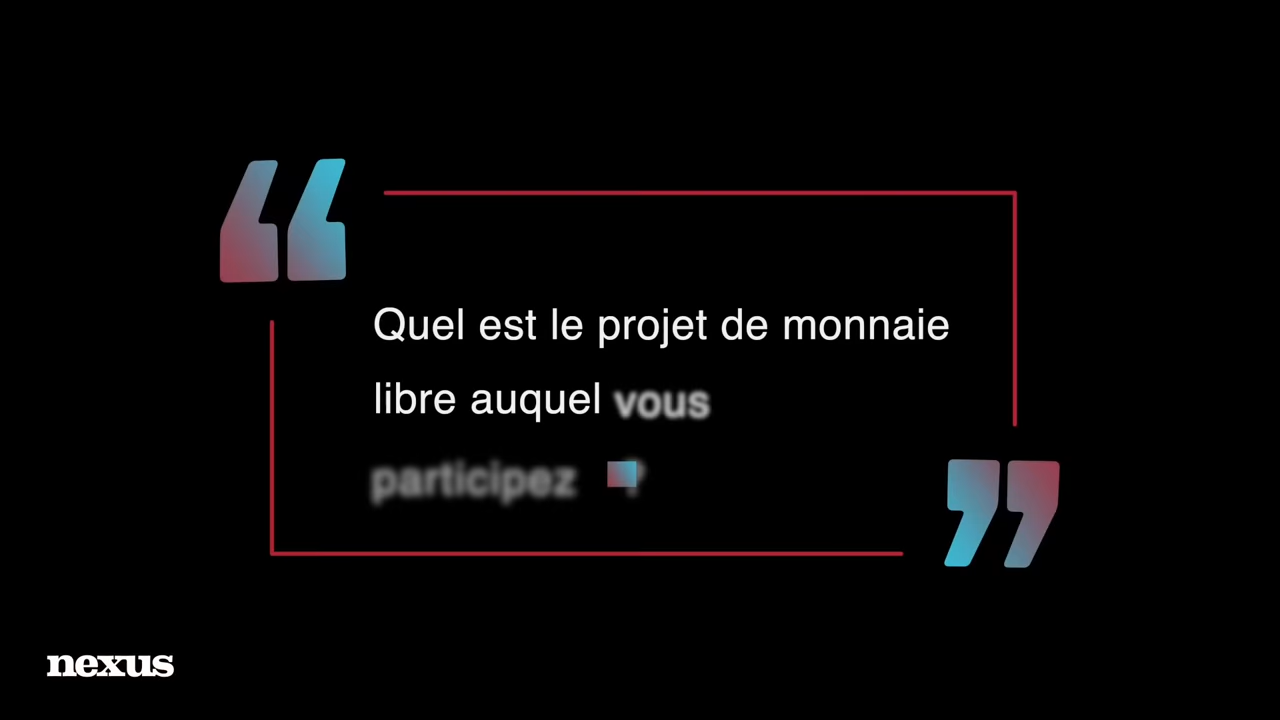 Quel est le projet de monnaie
libre auquel vous
participez ?
nexus